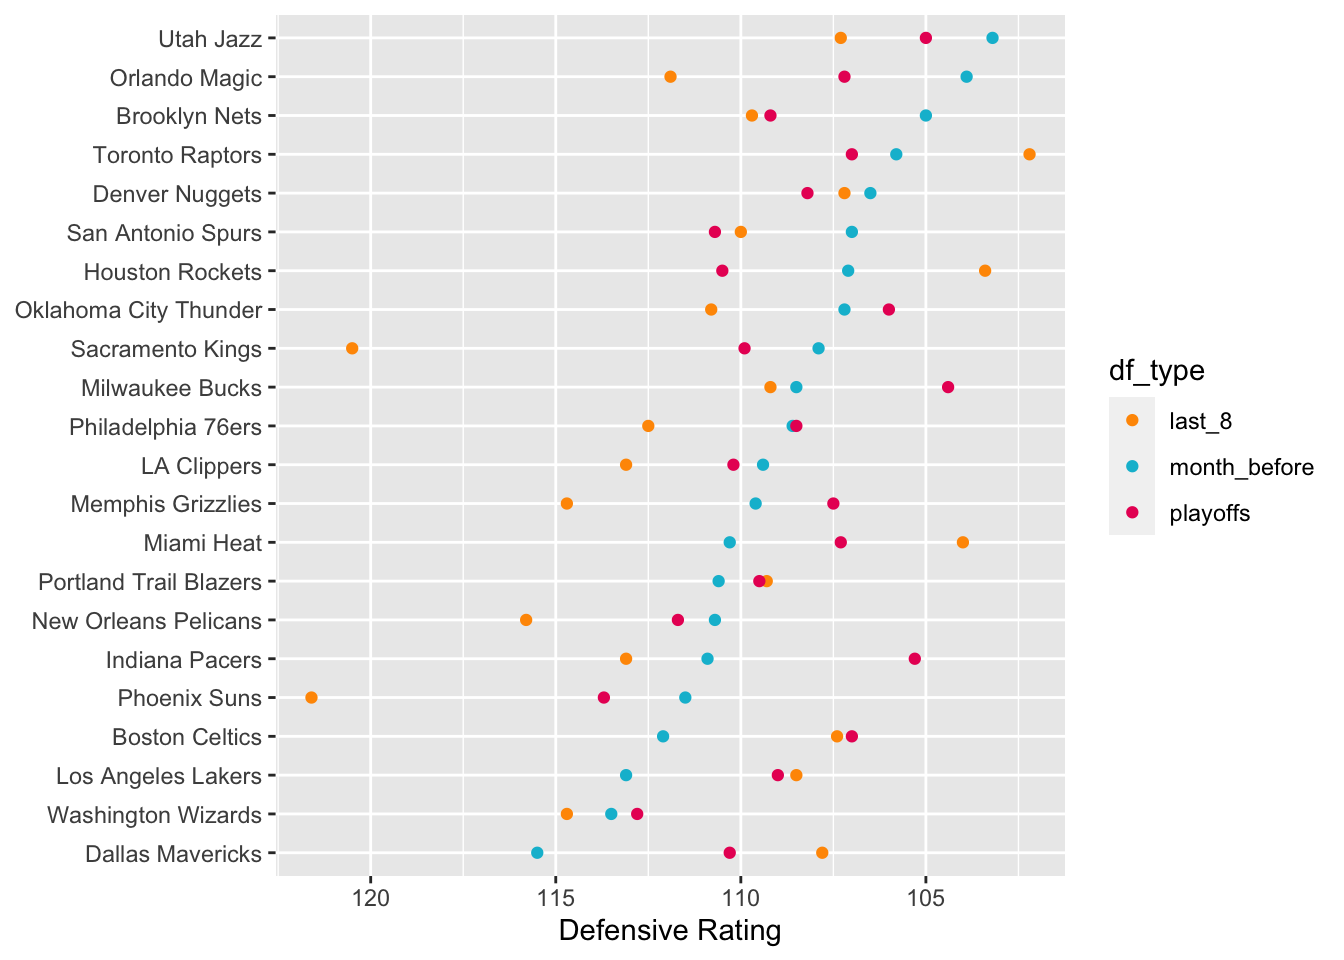 Utah Jazz
Orlando Magic
Brooklyn Nets
Toronto Raptors
Denver Nuggets
San Antonio Spurs
Houston Rockets
Oklahoma City Thunder
Sacramento Kings
Milwaukee Bucks
Philadelphia 76ers
LA Clippers
Memphis Grizzlies
Miami Heat
Portland Trail Blazers
New Orleans Pelicans
Indiana Pacers
Phoenix Suns
Boston Celtics
Los Angeles Lakers
Washington Wizards
Dallas Mavericks
120 115 110 105
Defensive Rating
df_type
last_8
month_before
playoffs